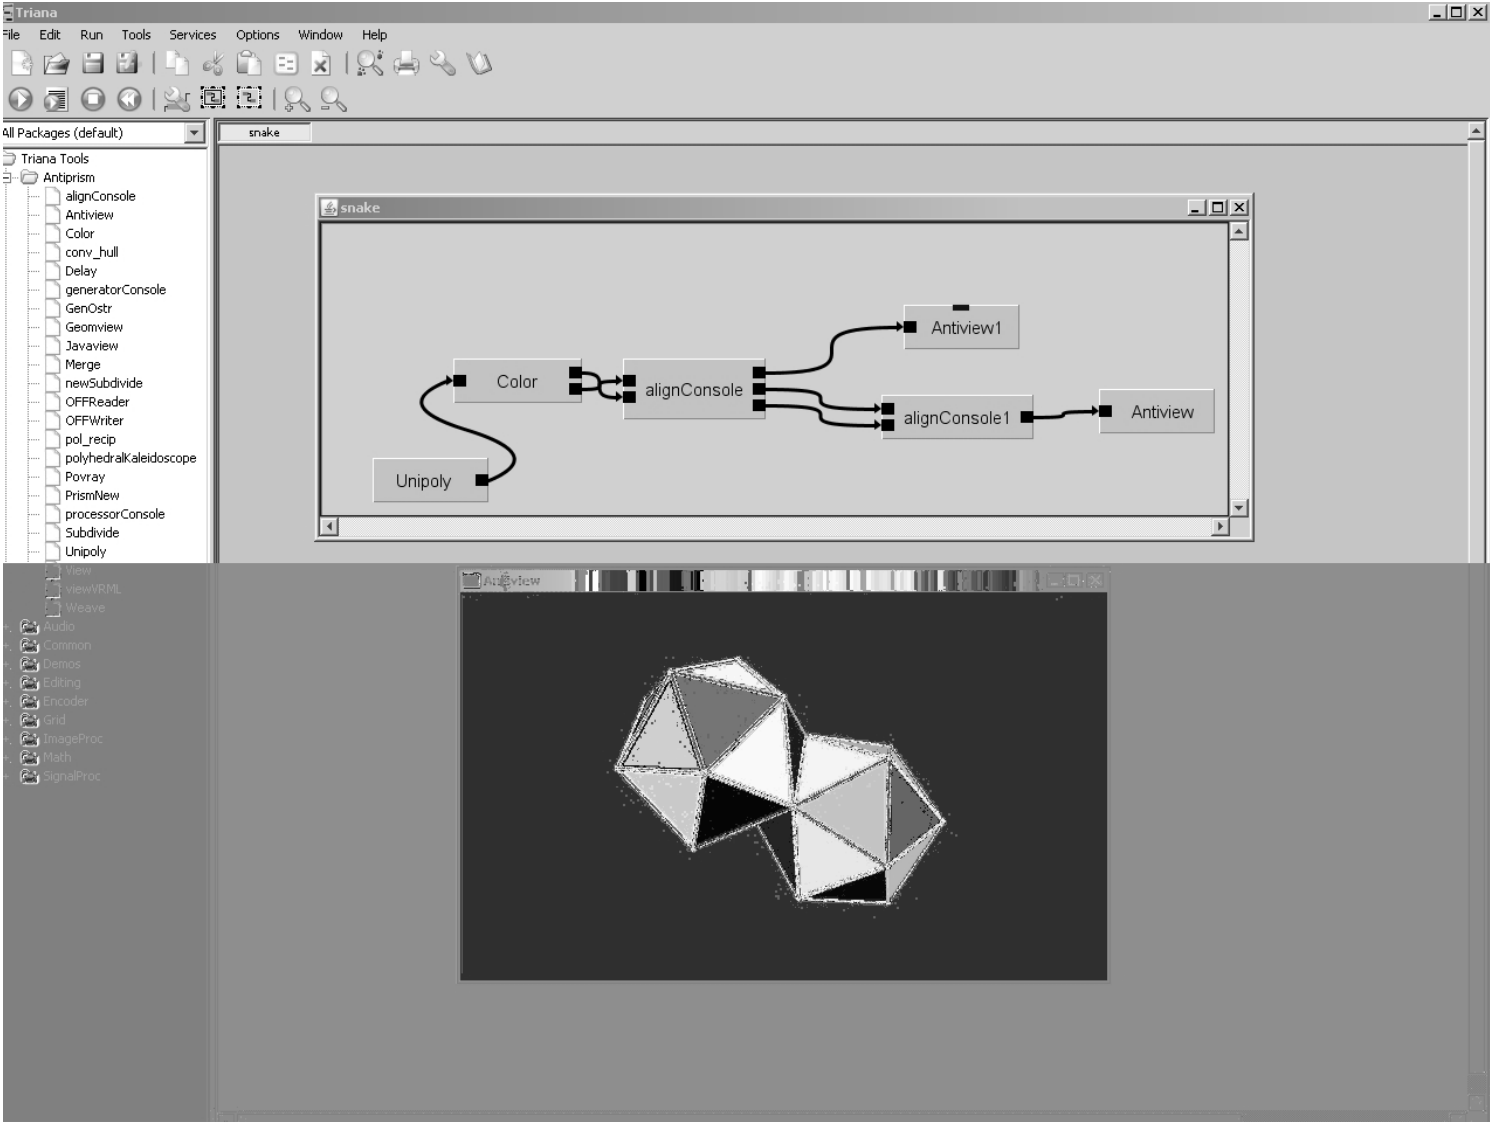 Triana
File Edit Run Tools Services Options Window Help
All Packages (default)
snake
Triana Tools
Antiprism
alignConsole
Antiview
Color
conv_hull
Delay
generatorConsole
GenOstr
Geomview
Javaview
Merge
newSubdivide
OFFReader
OFFWriter
pol_recip
polyhedralKaleidoscope
Povray
PrismNew
processorConsole
Subdivide
Unipoly
View
viewVRML
Weave
Audio
Common
Demos
Editing
Encoder
Grid
ImageProc
Math
SignalProc
snake
Antiview1
Color
alignConsole
alignConsole1
Antiview
Unipoly
Antiview